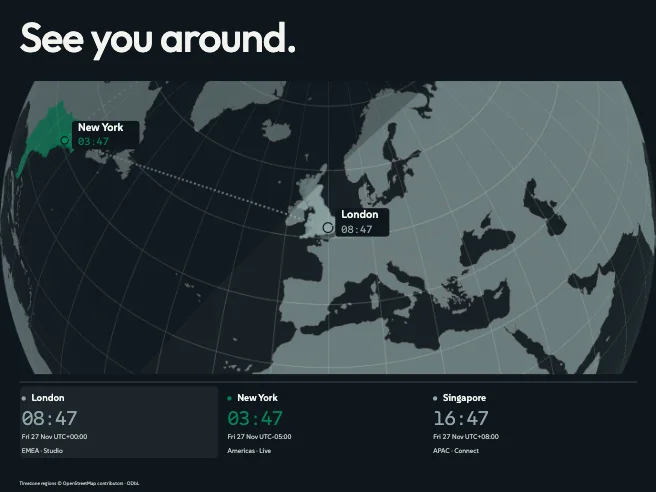 See you around.
New York
03:47
London
08:47
London
08:47
Fri 27 Nov UTC+00:00
EMEA · Studio
New York
03:47
Fri 27 Nov UTC-05:00
Americas · Live
Singapore
16:47
Fri 27 Nov UTC+08:00
APAC · Connect
Timezone regions © OpenStreetMap contributors · ODbL